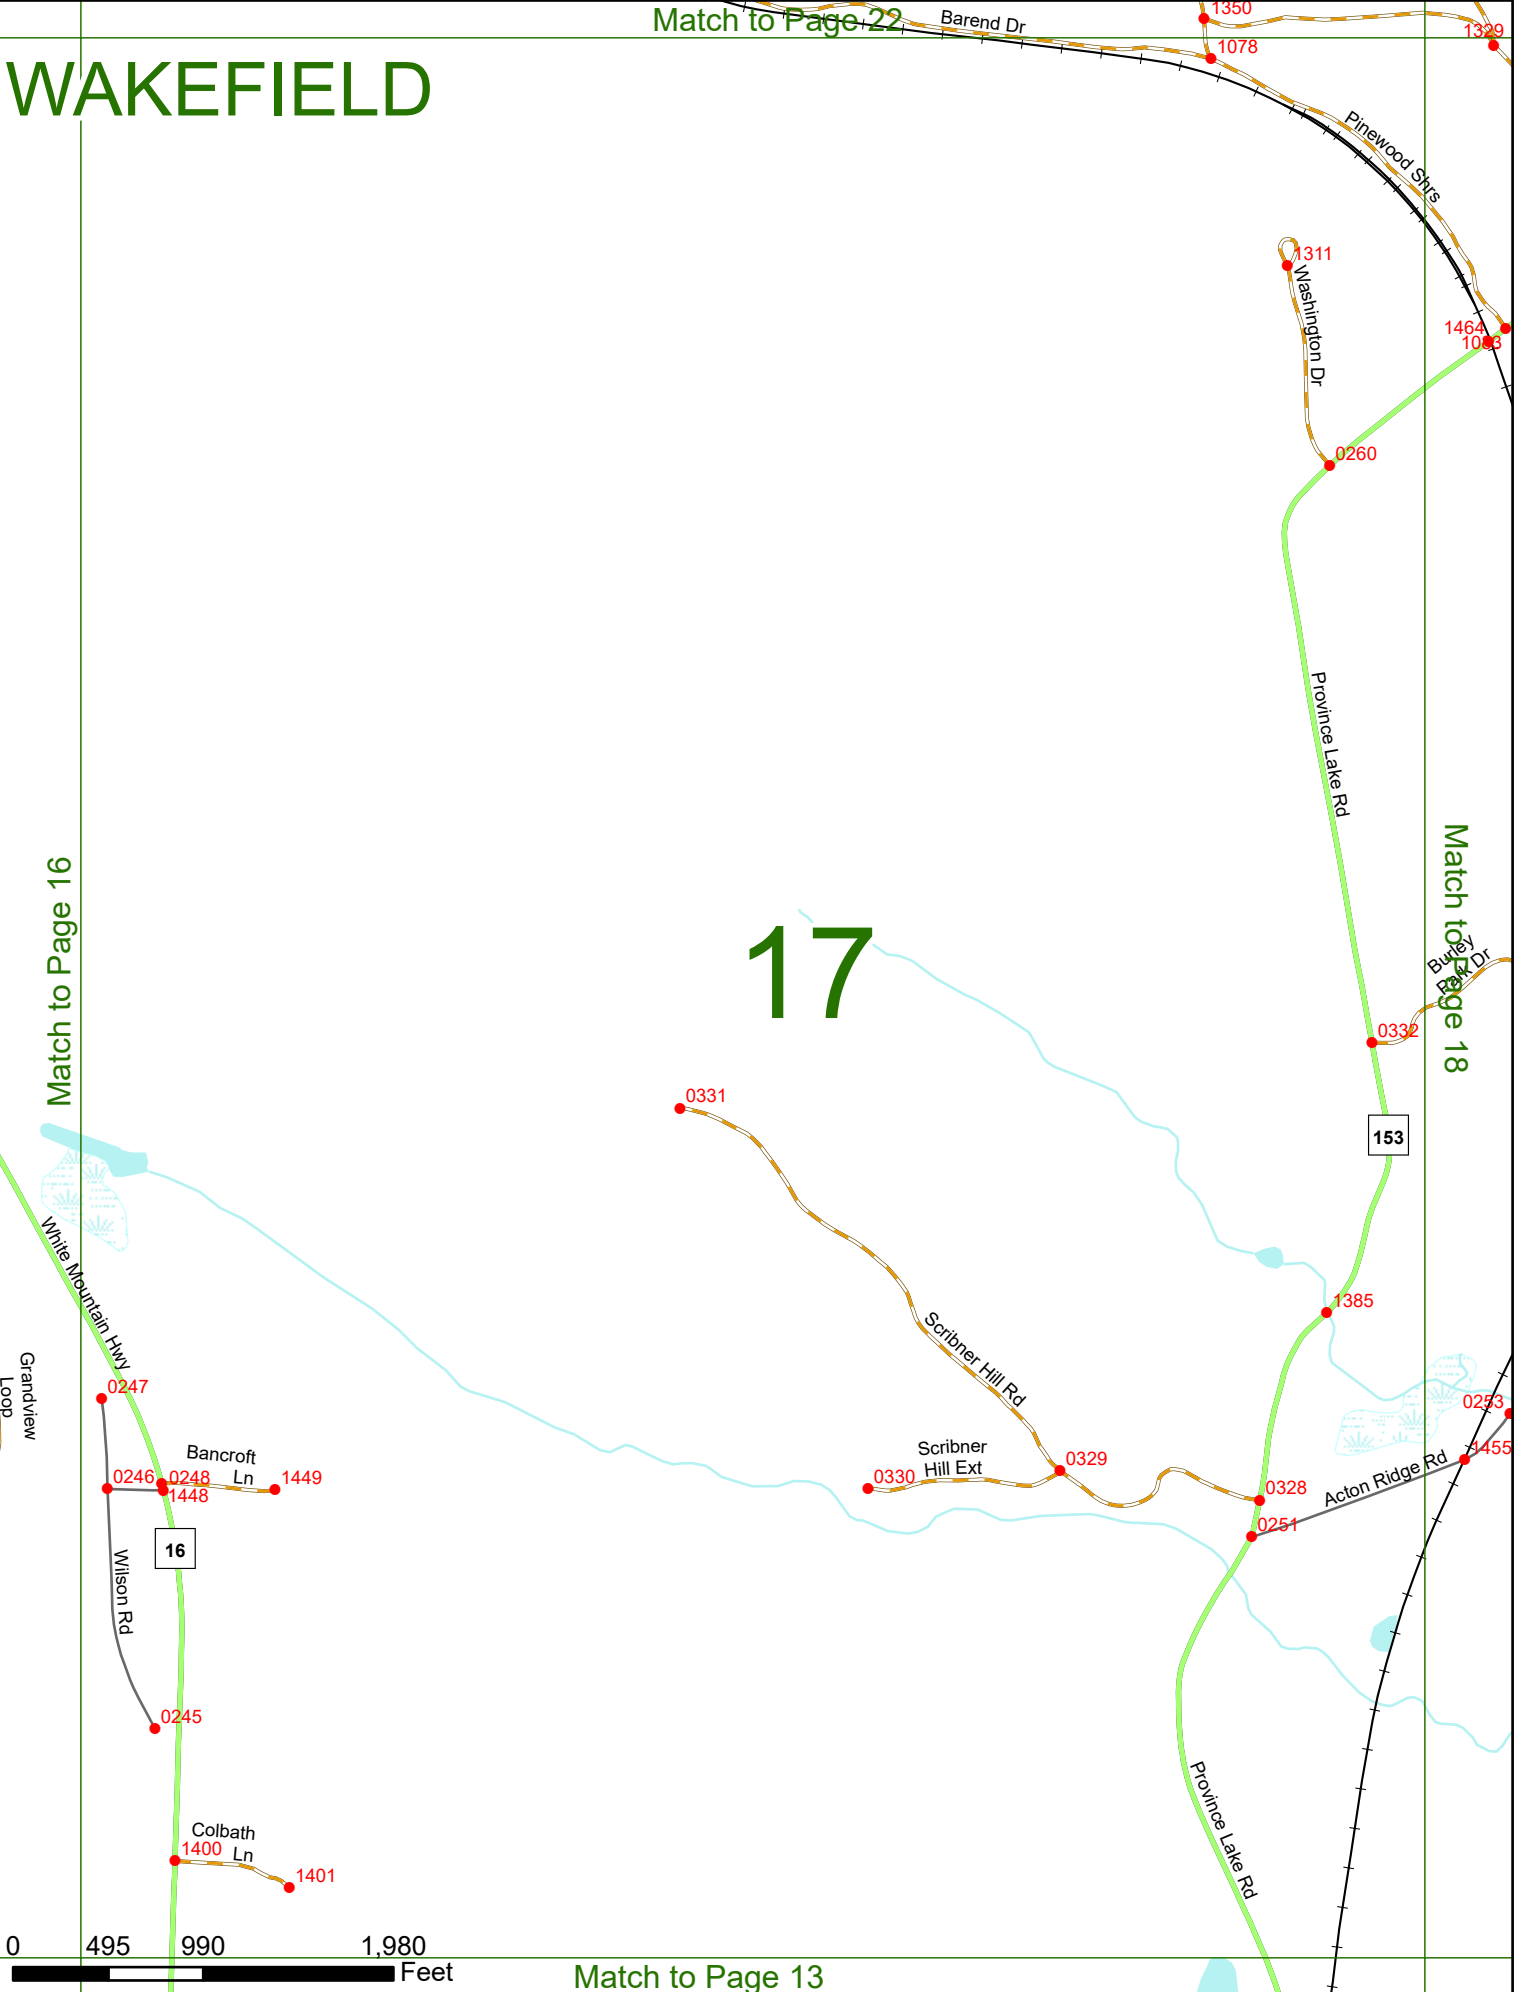 Match to Page 22
Barend Dr
1350
1329
1078
WAKEFIELD
Pinewood Shrs
1311
Washington Dr
1464
1083
0260
Province Lake Rd
Match to Page 16
17
Match to Page 18
Burley
Park Dr
0332
0331
153
White Mountain Hwy
1385
Scribner Hill Rd
Grandview
Loop
0247
0253
Bancroft
Ln
0246
0248
1449
1448
Scribner
Hill Ext
0330
0329
1455
Acton Ridge Rd
0328
0251
16
Wilson Rd
0245
Province Lake Rd
Colbath
Ln
1400
1401
0 495 990 1,980
Feet
Match to Page 13